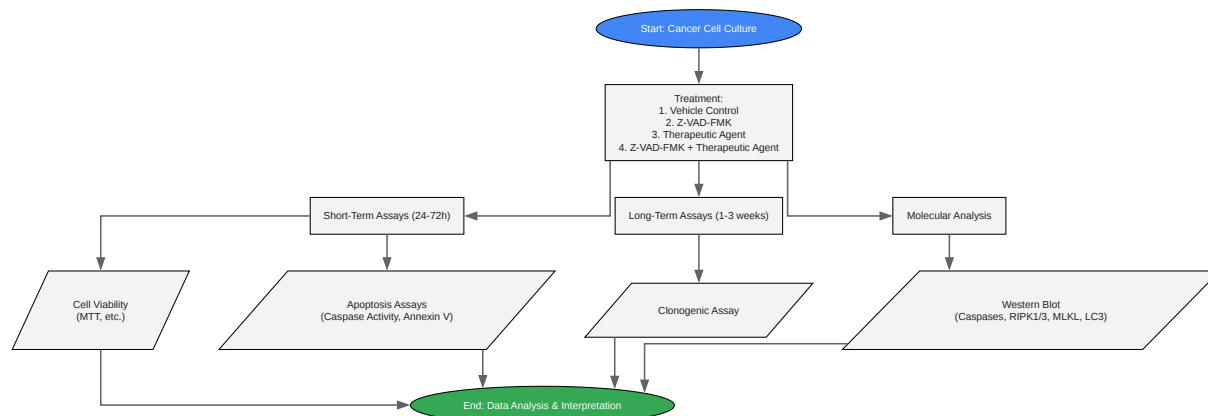 Start: Cancer Cell Culture
Treatment:
1. Vehicle Control
2. Z-VAD-FMK
3. Therapeutic Agent
4. Z-VAD-FMK + Therapeutic Agent
Short-Term Assays (24-72h)
Long-Term Assays (1-3 weeks)
Molecular Analysis
Cell Viability
(MTT, etc.)
Apoptosis Assays
(Caspase Activity, Annexin V)
Clonogenic Assay
Western Blot
(Caspases, RIPK1/3, MLKL, LC3)
End: Data Analysis & Interpretation